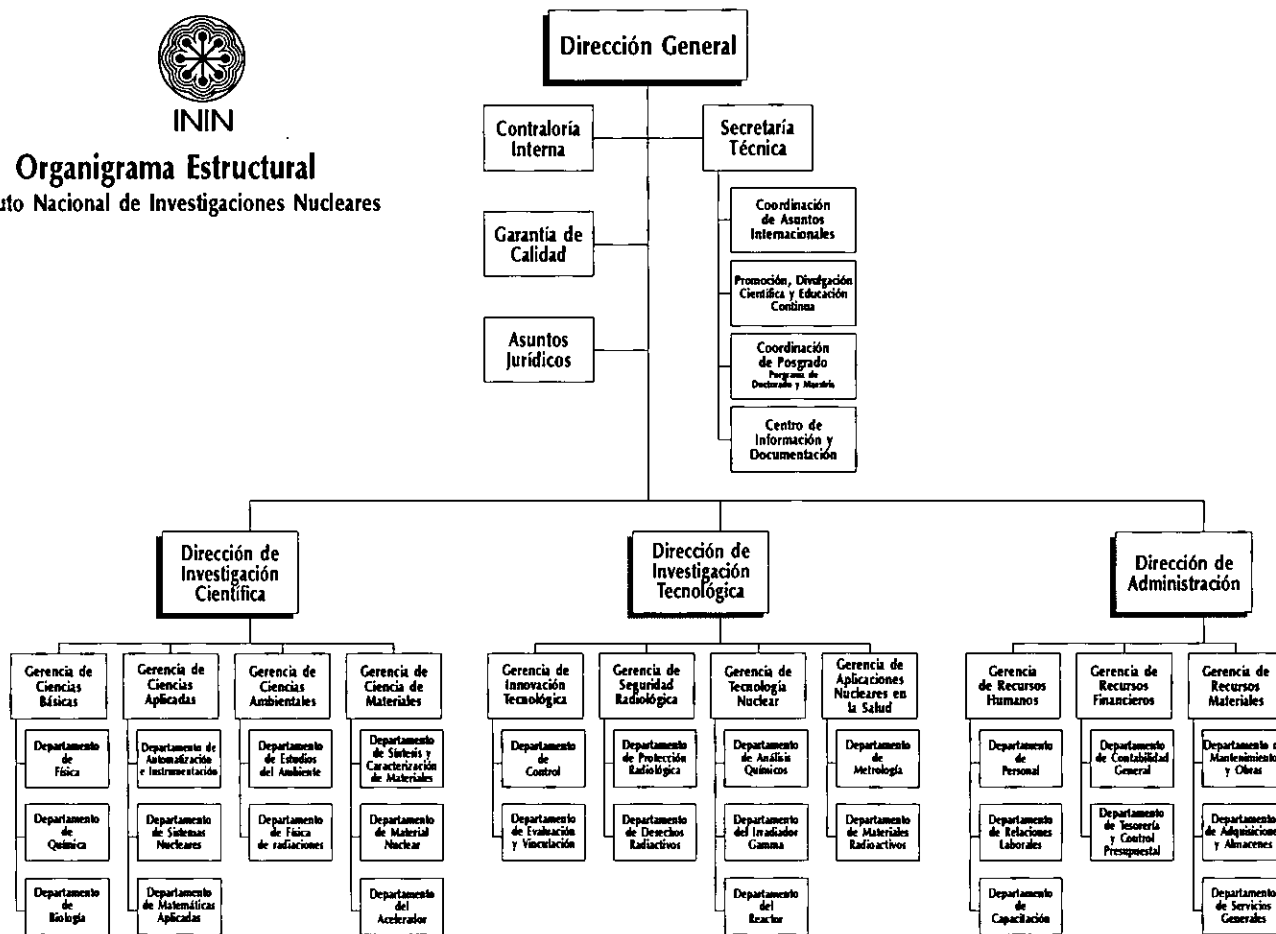 Dirección General
ININ
Organigrama Estructural
uto Nacional de Investigaciones Nucleares
Contraloría
Interna
Secretaría
Técnica
Garantía de
Calidad
Asuntos
Jurídicos
Coordinación
de Asuntos
Internacionales
Promoción, Divulgación
Científica y Educación
Continua
Coordinación
de Posgrado
Programa de
Doctorado y Maestría
Centro de
Información y
Documentación
Dirección de
Investigación
Científica
Dirección de
Investigación
Tecnológica
Dirección de
Administración
Gerencia de
Ciencias
Básicas
Gerencia de
Ciencias
Aplicadas
Gerencia de
Ciencias
Ambientales
Gerencia de
Ciencia de
Materiales
Gerencia de
Innovación
Tecnológica
Gerencia de
Seguridad
Radiológica
Gerencia de
Tecnología
Nuclear
Gerencia de
Aplicaciones
Nucleares en
la Salud
Gerencia
de Recursos
Humanos
Gerencia de
Recursos
Financieros
Gerencia de
Recursos
Materiales
Departamento
de
Física
Departamento de
Automatización
e Instrumentación
Departamento
de Estudios
del Ambiente
Departamento
de Síntesis y
Caracterización
de Materiales
Departamento
de
Control
Departamento
de Protección
Radiológica
Departamento
de Análisis
Químicos
Departamento
de
Metrología
Departamento
de
Personal
Departamento
de Contabilidad
General
Departamento d
Mantenimiento
y Obras
Departamento
de
Química
Departamento
de Sistemas
Nucleares
Departamento
de Física
de radiaciones
Departamento
de Material
Nuclear
Departamento
de Evaluación
y Vinculación
Departamento
de Desechos
Radiactivos
Departamento
del Irradiador
Gamma
Departamento
de Materiales
Radioactivos
Departamento
de Relaciones
Laborales
Departamento
de Tesorería
y Control
Presupuestal
Departamento
de Adquisiciones
y Almacenes
Departamento
de
Biología
Departamento
de Matemáticas
Aplicadas
Departamento
del
Acelerador
Departamento
del
Reactor
Departamento
de
Capacitación
Departamento
de Servicios
Generales